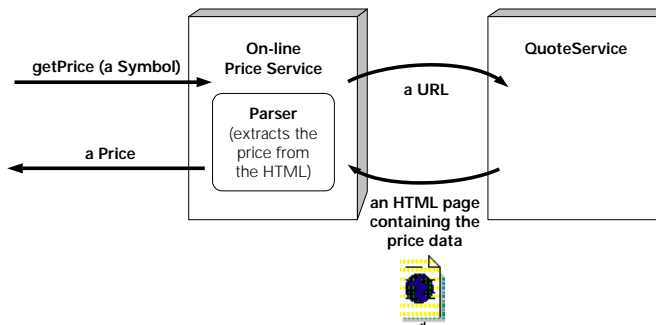 On-line
Price Service
QuoteService
getPrice (a Symbol)
a URL
Parser
(extracts the
price from
the HTML)
a Price
an HTML page
containing the
price data